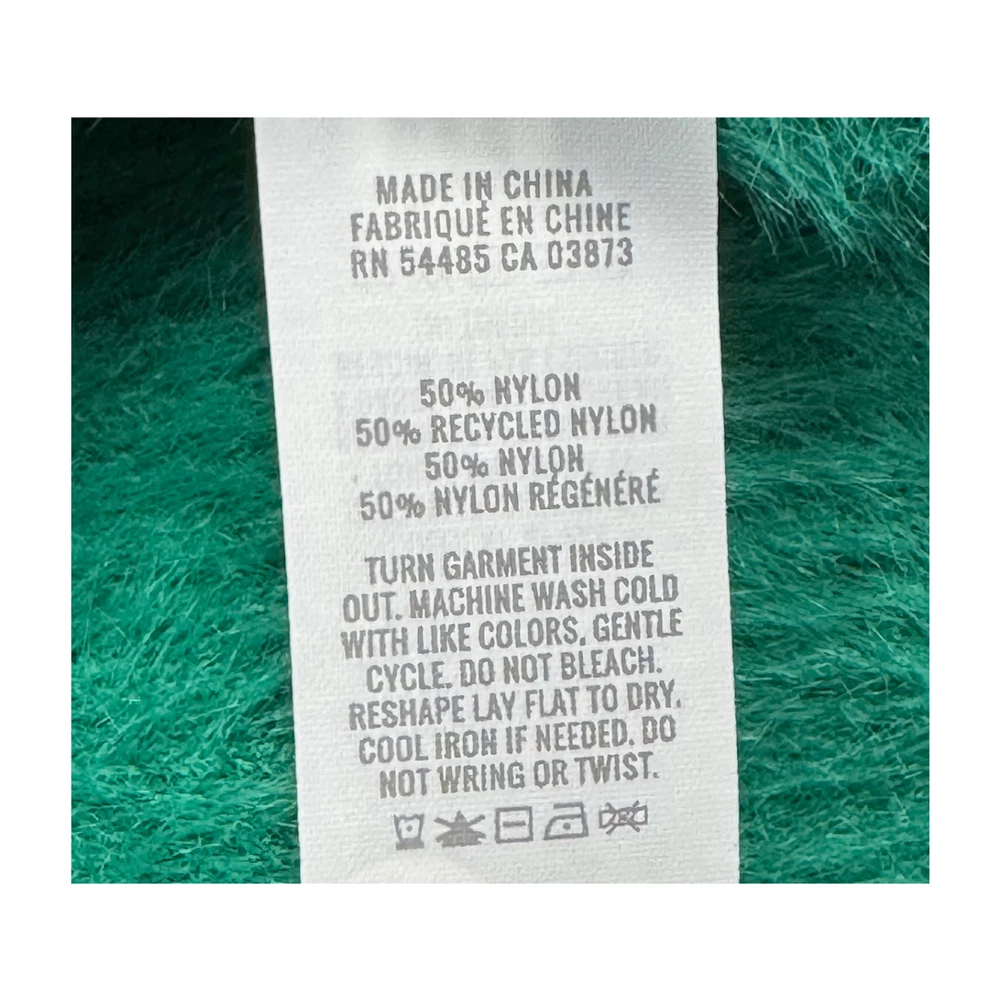 MADE IN CHINA
FABRIQUÉ EN CHINE
RN 54485 CA 03873
50% NYLON
50% RECYCLED NYLON
50% NYLON
50% NYLON RÉGÉNÉRÉ
TURN GARMENT INSIDE
OUT. MACHINE WASH COLD
WITH LIKE COLORS. GENTLE
CYCLE. DO NOT BLEACH.
RESHAPE LAY FLAT TO DRY.
COOL IRON IF NEEDED. DO
NOT WRING OR TWIST.